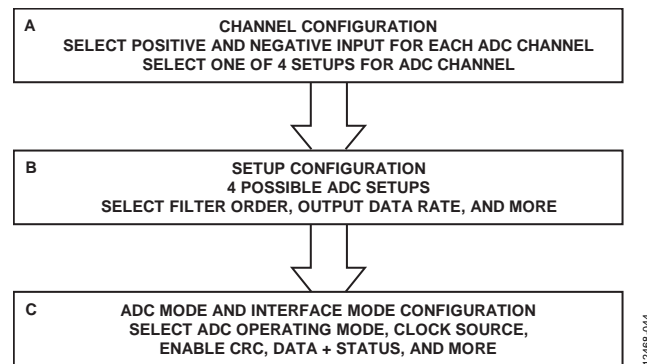 A
CHANNEL CONFIGURATION
SELECT POSITIVE AND NEGATIVE INPUT FOR EACH ADC CHANNEL
SELECT ONE OF 4 SETUPS FOR ADC CHANNEL
B
SETUP CONFIGURATION
4 POSSIBLE ADC SETUPS
SELECT FILTER ORDER, OUTPUT DATA RATE, AND MORE
C
ADC MODE AND INTERFACE MODE CONFIGURATION
SELECT ADC OPERATING MODE, CLOCK SOURCE,
ENABLE CRC, DATA + STATUS, AND MORE
12468-044